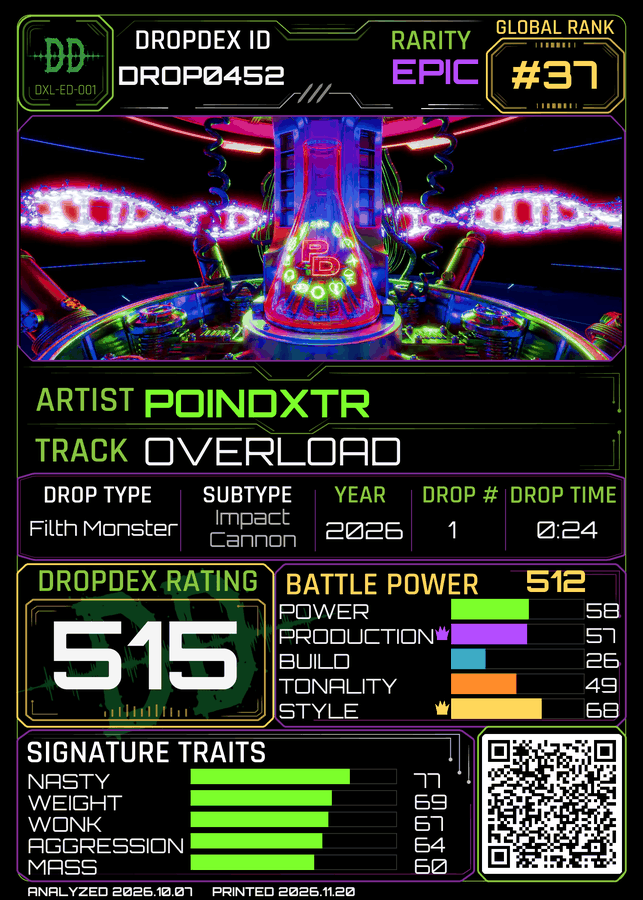 DD
DXL-ED-001
DROPDEX ID
DROP0452
RARITY
EPIC
GLOBAL RANK
#37
PD
ARTIST POINDXTR
TRACK OVERLOAD
DROP TYPE
Filth Monster
SUBTYPE
Impact
Cannon
YEAR
2026
DROP #
1
DROP TIME
0:24
DROPDEX RATING
515
BATTLE POWER 512
POWER 58
PRODUCTION 57
BUILD 26
TONALITY 49
STYLE 68
SIGNATURE TRAITS
NASTY 77
WEIGHT 69
WONK 67
AGGRESSION 64
MASS 60
ANALYZED 2026.10.07 PRINTED 2026.11.20